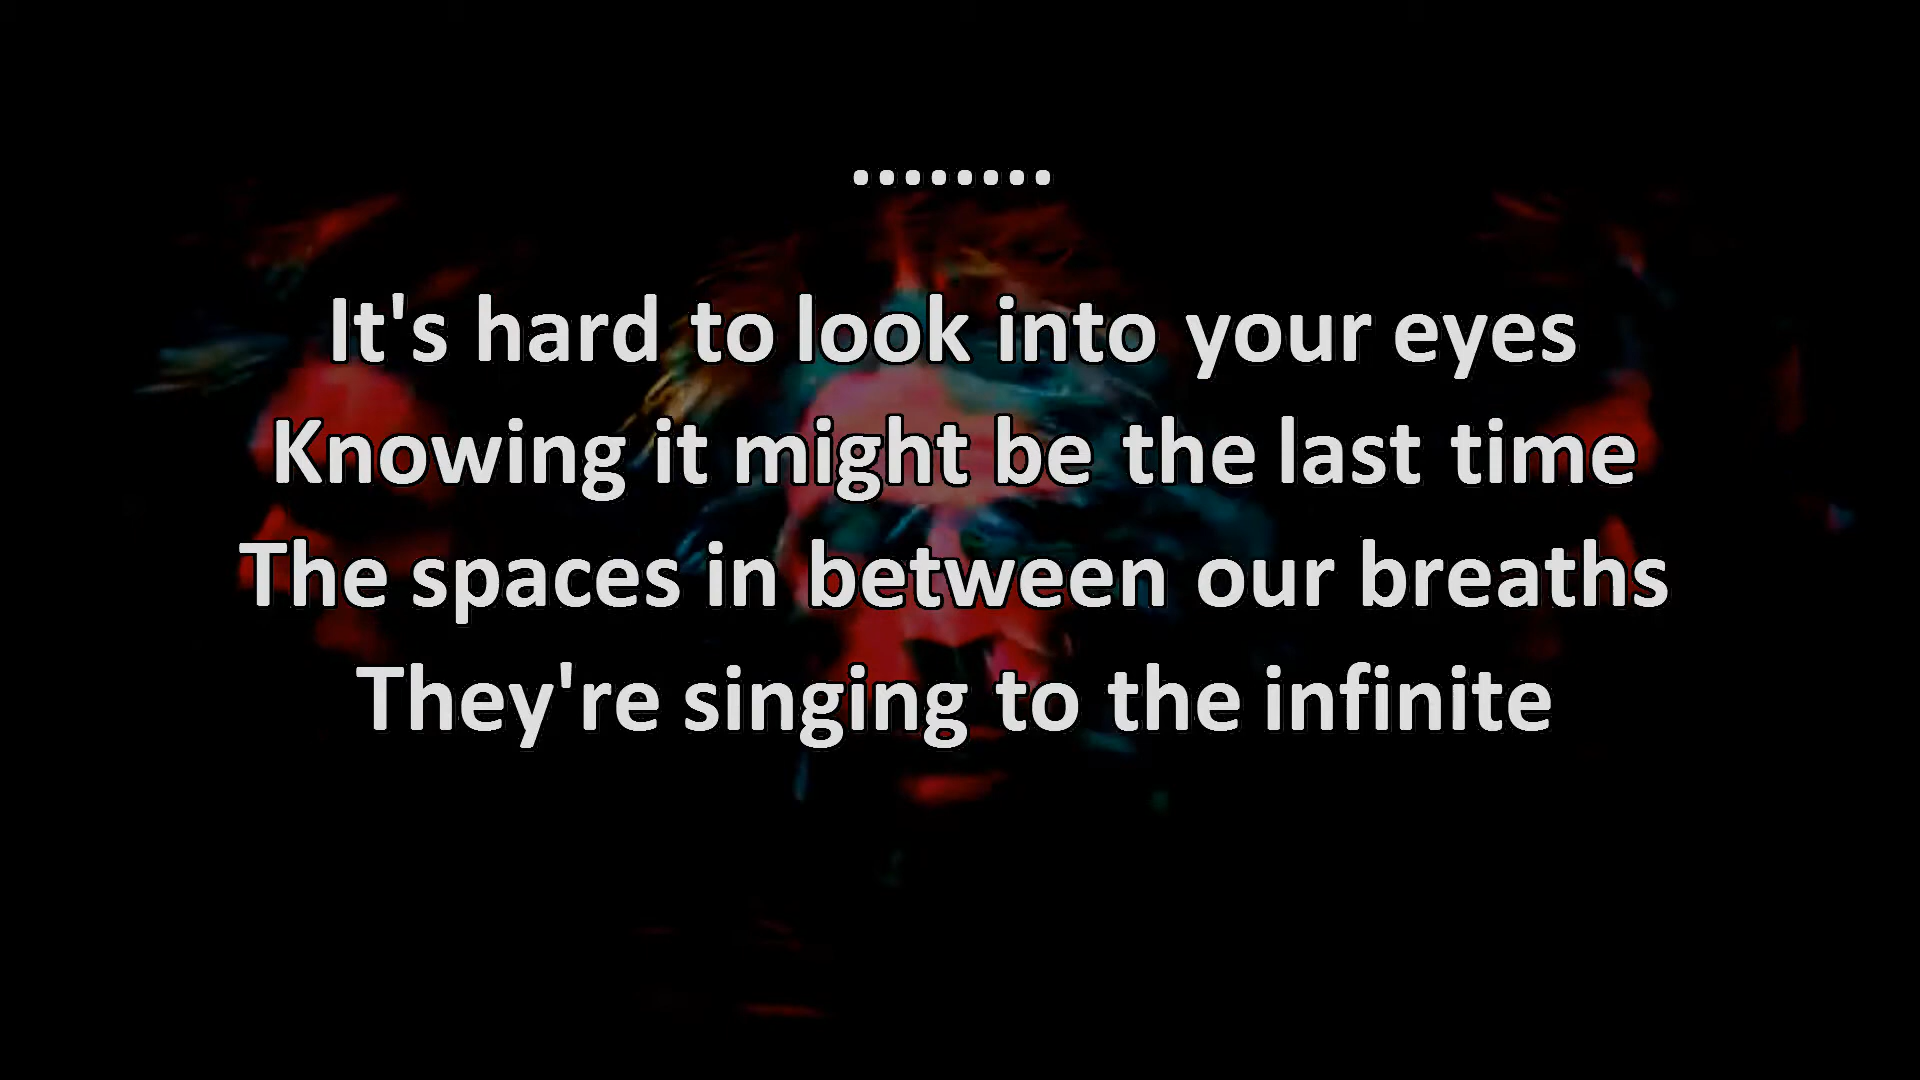 ........
It's hard to look into your eyes
Knowing it might be the last time
The spaces in between our breaths
They're singing to the infinite